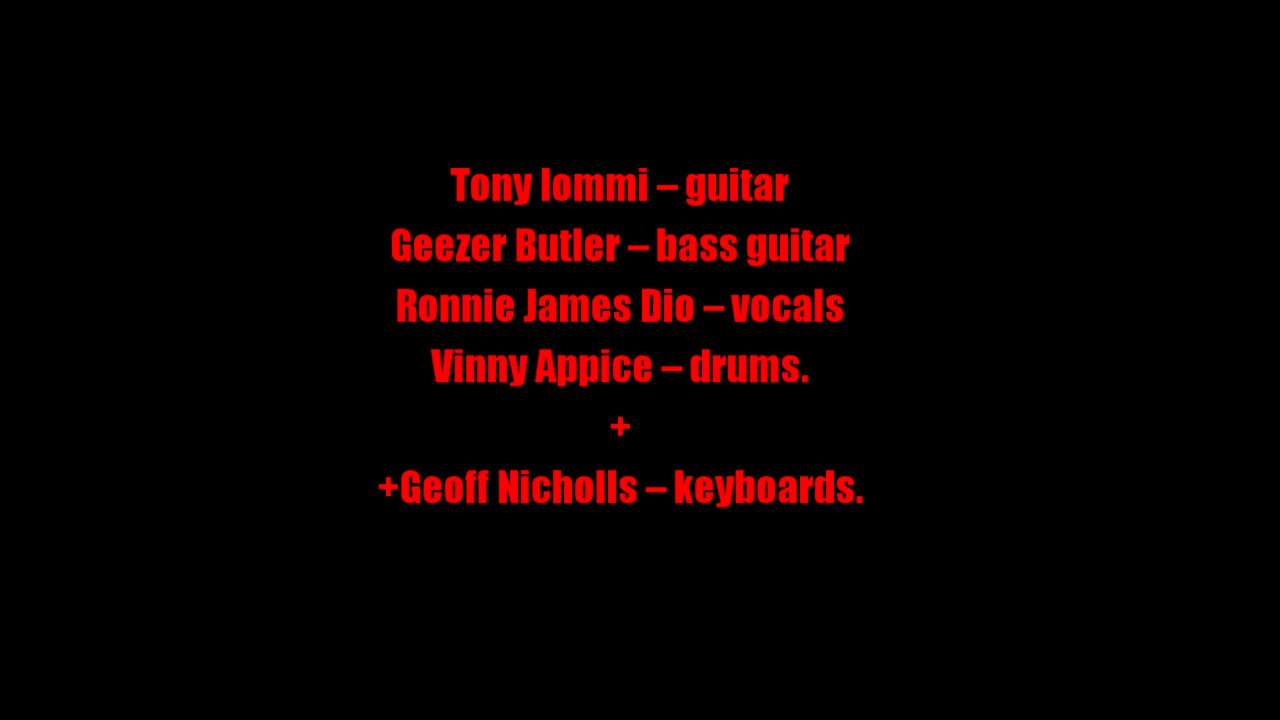 Tony Iommi – guitar
Geezer Butler – bass guitar
Ronnie James Dio – vocals
Vinny Appice – drums.
+
+Geoff Nicholls – keyboards.